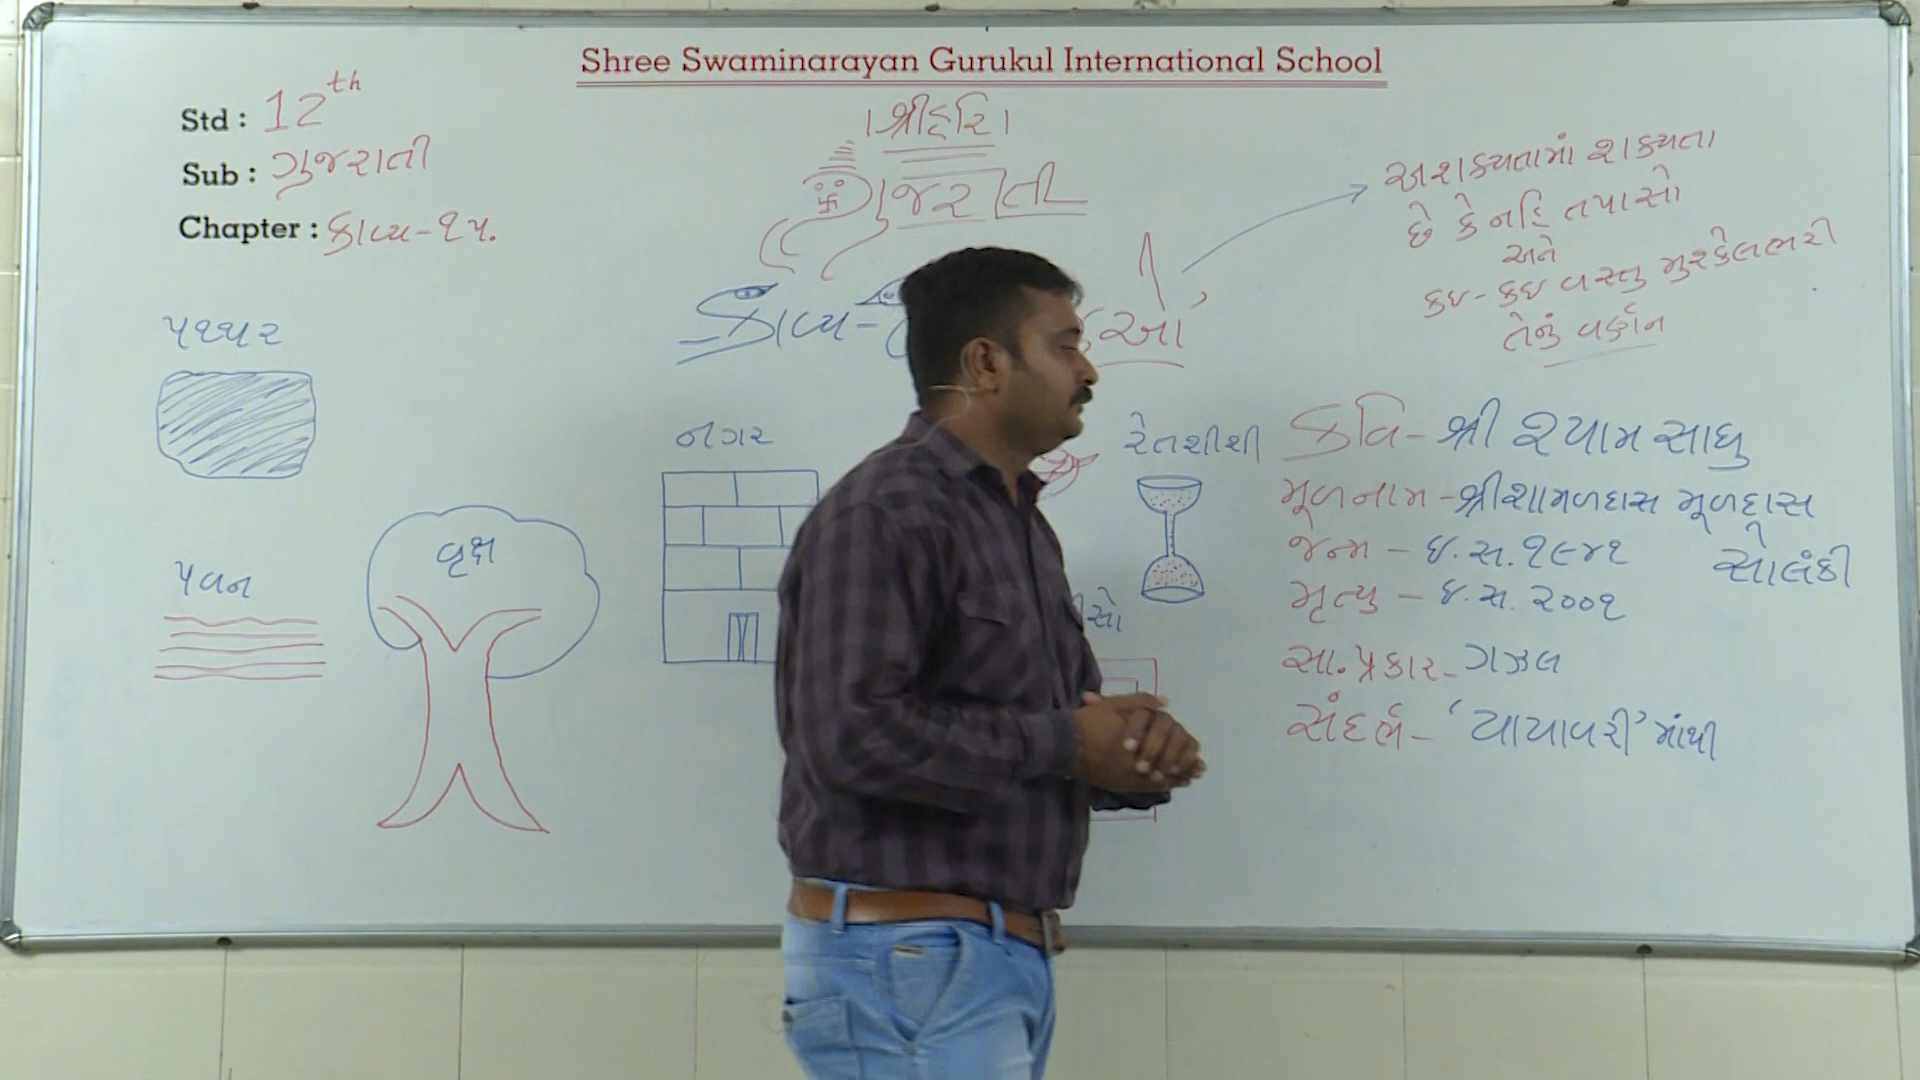 Shree Swaminarayan Gurukul International School
Std : 12th
Sub : ગુજરાતી
Chapter : કાવ્ય-૧૫.
।શ્રીહરિ।
ગુજરાતી
કાવ્ય-
અશક્યતામાં શક્યતા
છે કે નહિ તપાસો
અને
કઇ-કઇ વસ્તુ મુશ્કેલભરી
તેનું વર્ણન
પથ્થર
પવન
વૃક્ષ
નગર
રેતશીશી
કવિ - શ્રી શ્યામ સાધુ
મૂળનામ - શ્રી શામળદાસ મૂળદાસ
સોલંકી
જન્મ - ઇ.સ. ૧૯૪૧
મૃત્યુ - ઇ.સ. ૨૦૦૧
સા. પ્રકાર - ગઝલ
સંદર્ભ - ‘યાયાવરી’ માંથી